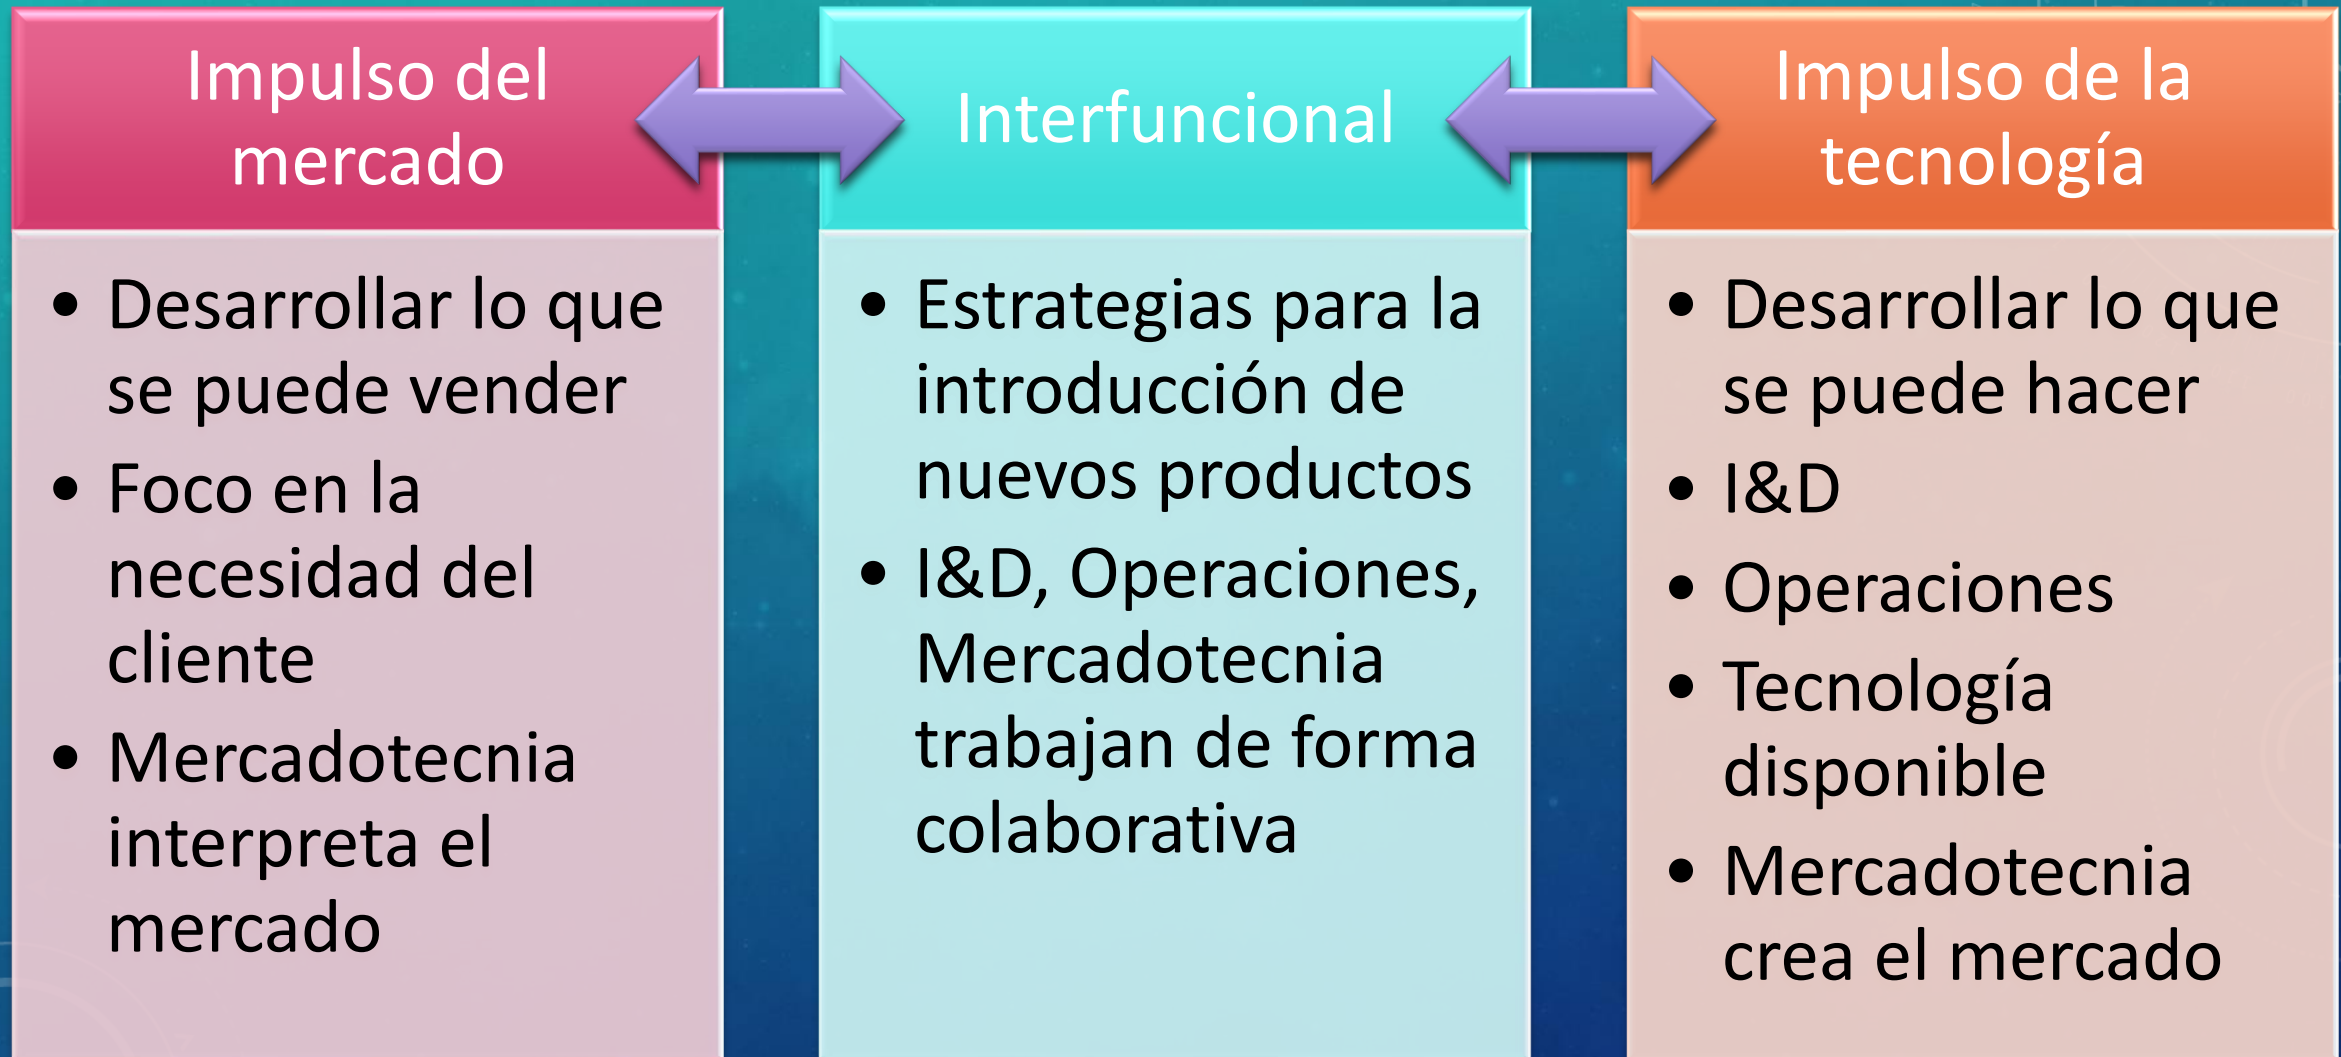 Impulso del
mercado
• Desarrollar lo que
se puede vender
• Foco en la
necesidad del
cliente
• Mercadotecnia
interpreta el
mercado
Interfuncional
• Estrategias para la
introducción de
nuevos productos
• I&D, Operaciones,
Mercadotecnia
trabajan de forma
colaborativa
Impulso de la
tecnología
• Desarrollar lo que
se puede hacer
• I&D
• Operaciones
• Tecnología
disponible
• Mercadotecnia
crea el mercado